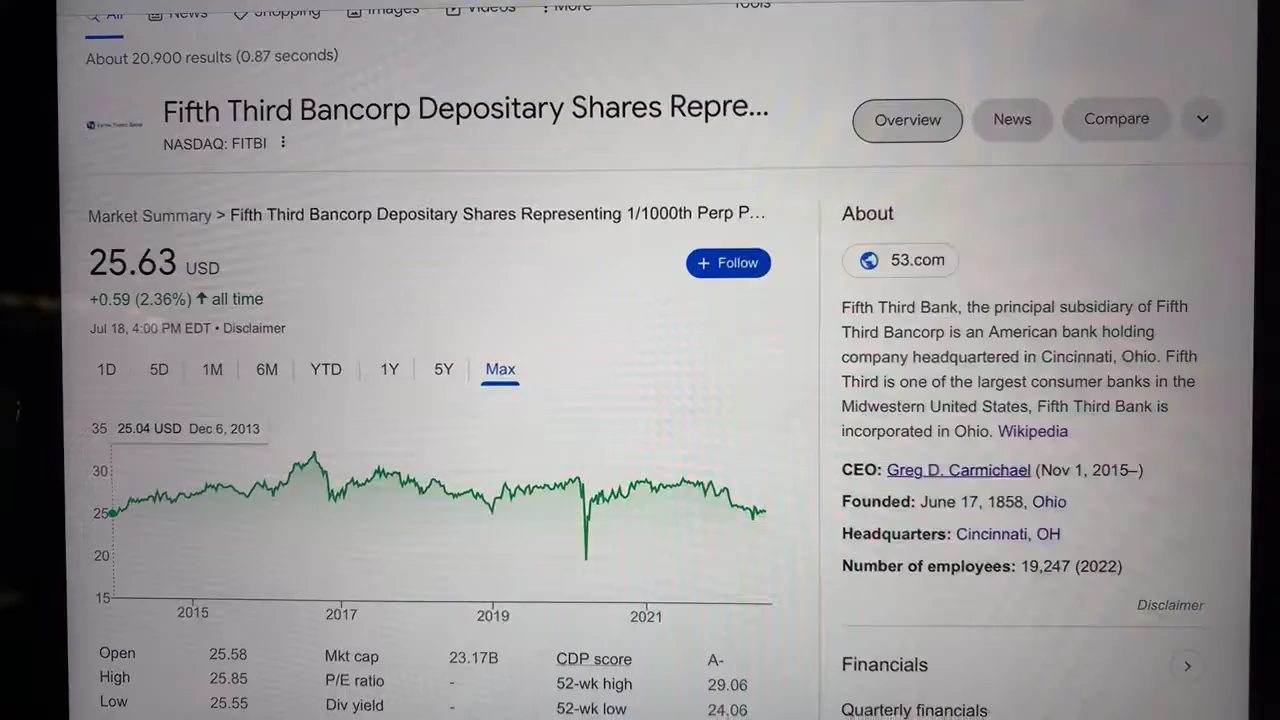 All News Shopping Images Videos More Tools
About 20,900 results (0.87 seconds)
Fifth Third Bancorp Depositary Shares Repre...
NASDAQ: FITBI
Overview News Compare
Market Summary > Fifth Third Bancorp Depositary Shares Representing 1/1000th Perp P...
25.63 USD
+ Follow
+0.59 (2.36%) ↑ all time
Jul 18, 4:00 PM EDT • Disclaimer
1D 5D 1M 6M YTD 1Y 5Y Max
25.04 USD Dec 6, 2013
35
30
25
20
15
2015 2017 2019 2021
Open 25.58 Mkt cap 23.17B CDP score A-
High 25.85 P/E ratio - 52-wk high 29.06
Low 25.55 Div yield - 52-wk low 24.06
About
53.com
Fifth Third Bank, the principal subsidiary of Fifth
Third Bancorp is an American bank holding
company headquartered in Cincinnati, Ohio. Fifth
Third is one of the largest consumer banks in the
Midwestern United States, Fifth Third Bank is
incorporated in Ohio. Wikipedia
CEO: Greg D. Carmichael (Nov 1, 2015–)
Founded: June 17, 1858, Ohio
Headquarters: Cincinnati, OH
Number of employees: 19,247 (2022)
Disclaimer
Financials
Quarterly financials